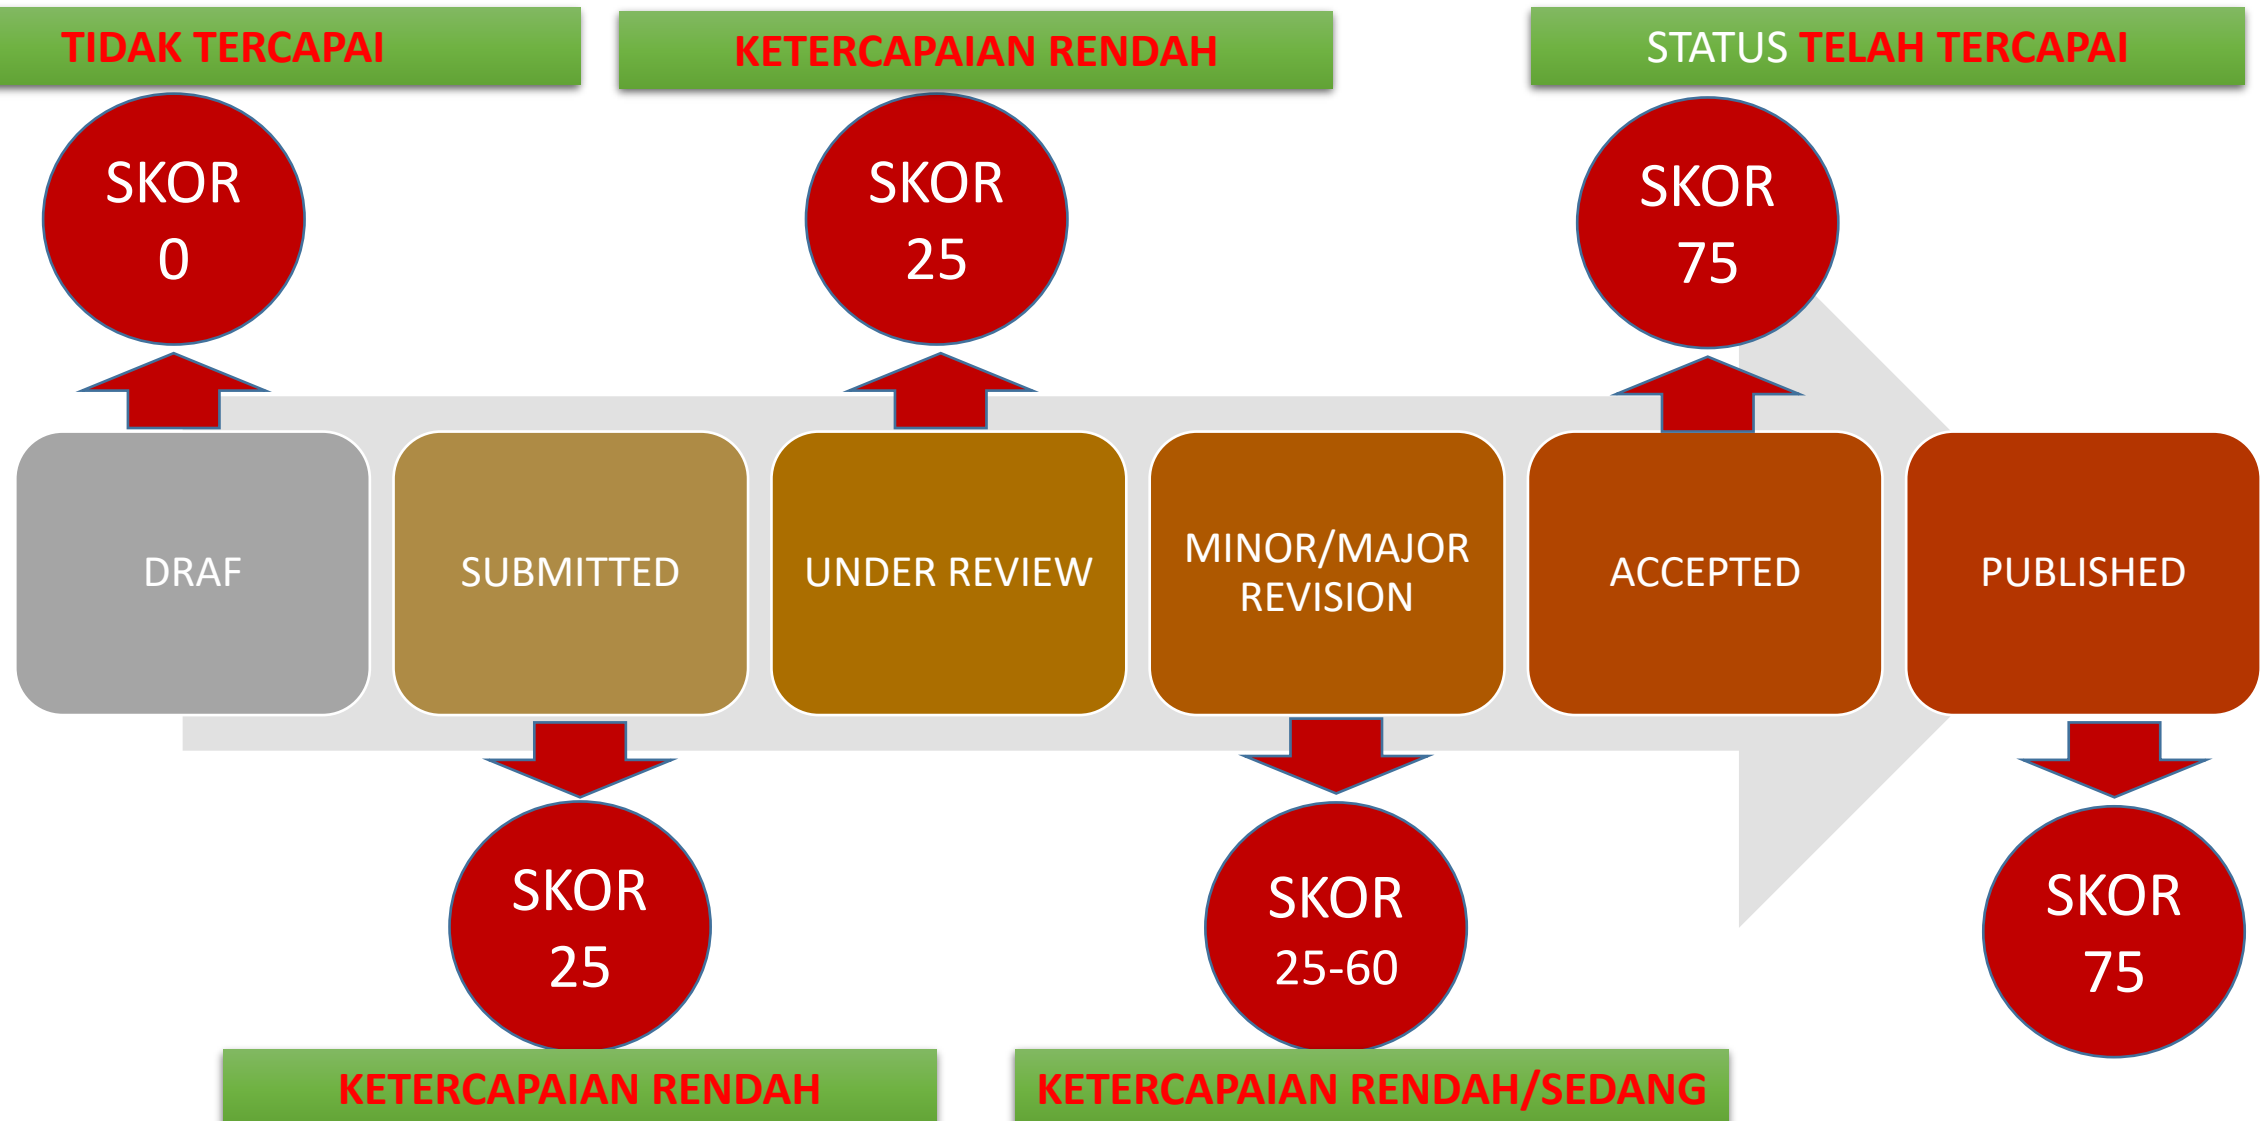 TIDAK TERCAPAI
KETERCAPAIAN RENDAH
STATUS TELAH TERCAPAI
SKOR
0
SKOR
25
SKOR
75
DRAF
SUBMITTED
UNDER REVIEW
MINOR/MAJOR
REVISION
ACCEPTED
PUBLISHED
SKOR
25
SKOR
25-60
SKOR
75
KETERCAPAIAN RENDAH
KETERCAPAIAN RENDAH/SEDANG